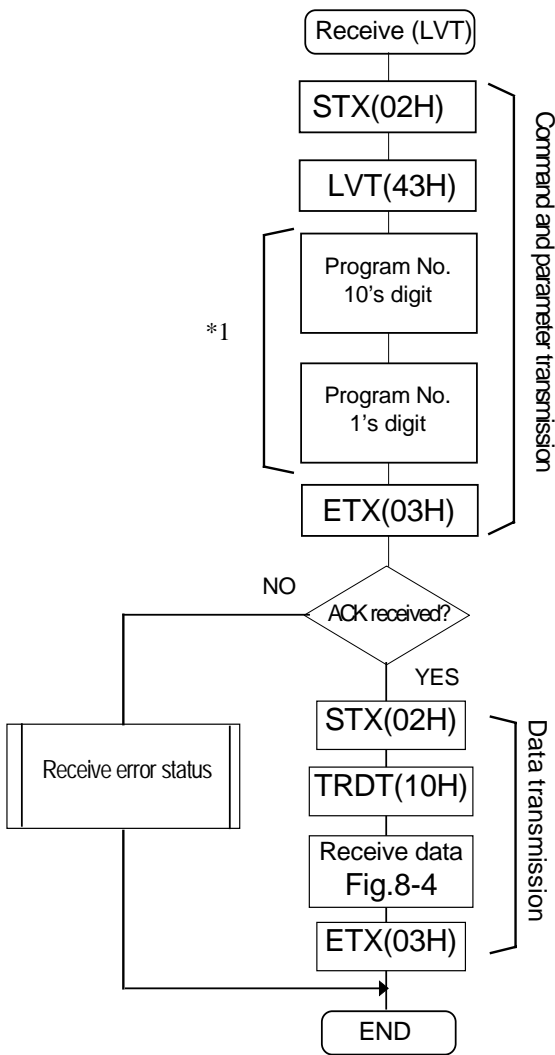 Receive (LVT)
STX(02H)
LVT(43H)
Program No.
10's digit
*1
Program No.
1's digit
ETX(03H)
Command and parameter transmission
ACK received?
NO
YES
Receive error status
STX(02H)
TRDT(10H)
Receive data
Fig.8-4
ETX(03H)
Data transmission
END